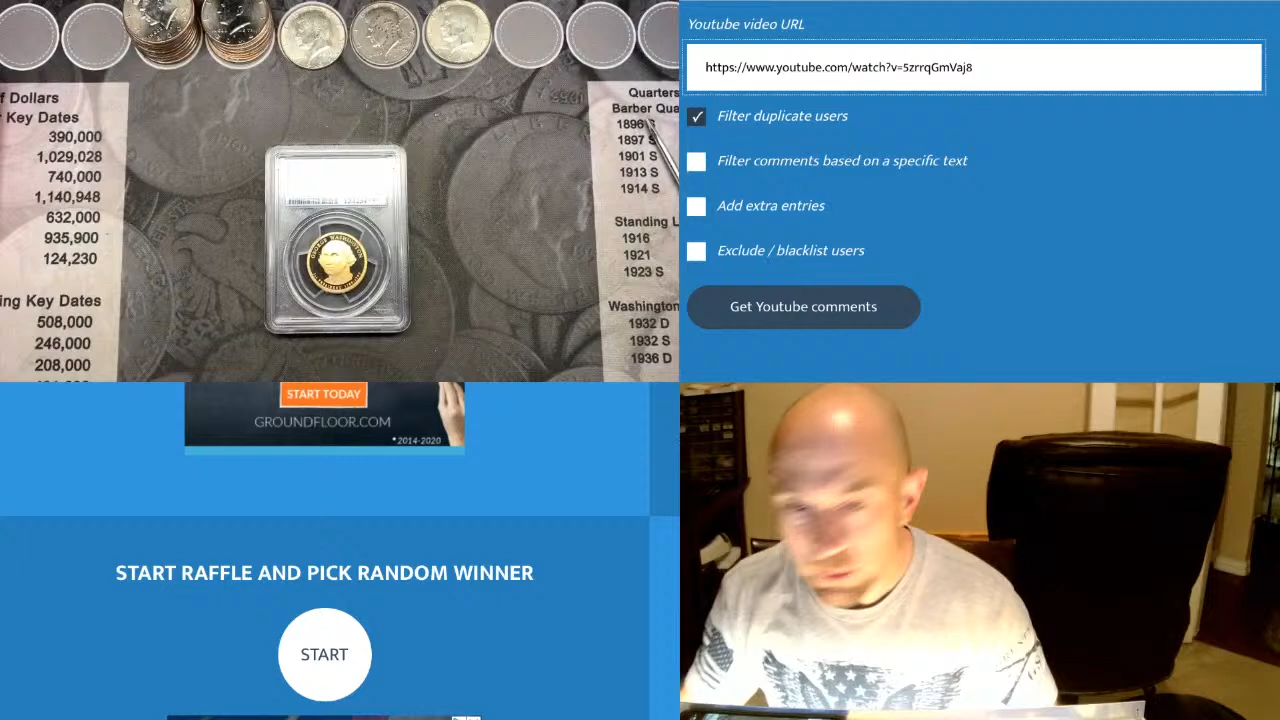 f Dollars
r Key Dates
390,000
1,029,028
740,000
1,140,948
632,000
935,900
124,230
ing Key Dates
508,000
246,000
208,000
GEORGE WASHINGTON
Quarters
Barber Qua
1896 S
1897 S
1901 S
1913 S
1914 S
Standing L
1916
1921
1923 S
Washington
1932 D
1932 S
1936 D
Youtube video URL
https://www.youtube.com/watch?v=5zrrqGmVaj8
Filter duplicate users
Filter comments based on a specific text
Add extra entries
Exclude / blacklist users
Get Youtube comments
START TODAY
GROUNDFLOOR.COM
*2014-2020
START RAFFLE AND PICK RANDOM WINNER
START